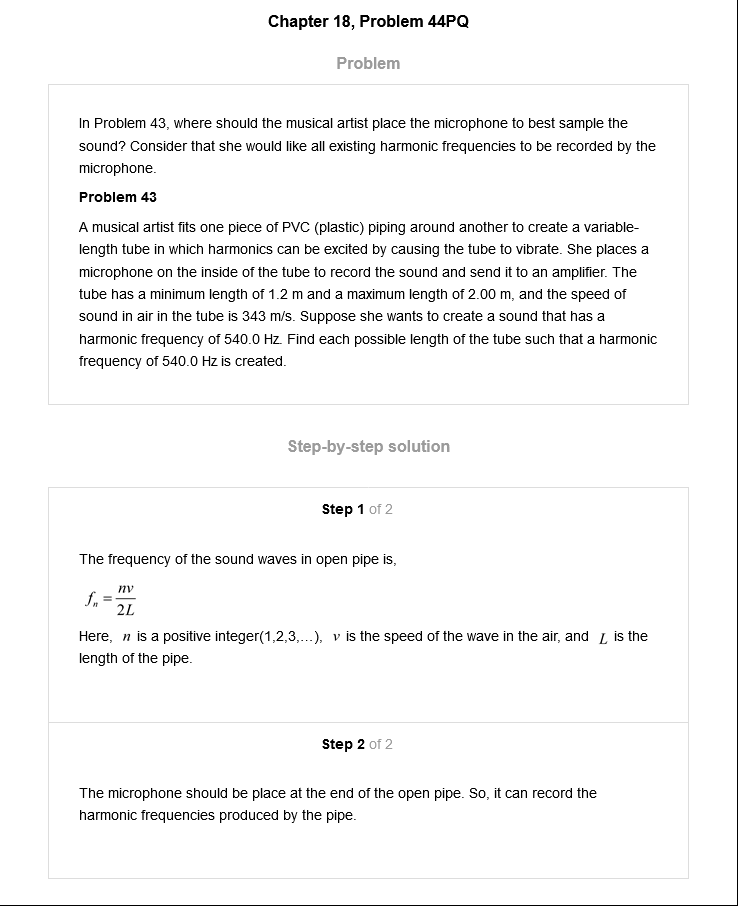 Chapter 18, Problem 44PQ
Problem
In Problem 43, where should the musical artist place the microphone to best sample the
sound? Consider that she would like all existing harmonic frequencies to be recorded by the
microphone.
Problem 43
A musical artist fits one piece of PVC (plastic) piping around another to create a variable-
length tube in which harmonics can be excited by causing the tube to vibrate. She places a
microphone on the inside of the tube to record the sound and send it to an amplifier. The
tube has a minimum length of 1.2 m and a maximum length of 2.00 m, and the speed of
sound in air in the tube is 343 m/s. Suppose she wants to create a sound that has a
harmonic frequency of 540.0 Hz. Find each possible length of the tube such that a harmonic
frequency of 540.0 Hz is created.
Step-by-step solution
Step 1 of 2
The frequency of the sound waves in open pipe is,
fₙ = nv/2L
Here, n is a positive integer(1,2,3,...), v is the speed of the wave in the air, and L is the
length of the pipe.
Step 2 of 2
The microphone should be place at the end of the open pipe. So, it can record the
harmonic frequencies produced by the pipe.